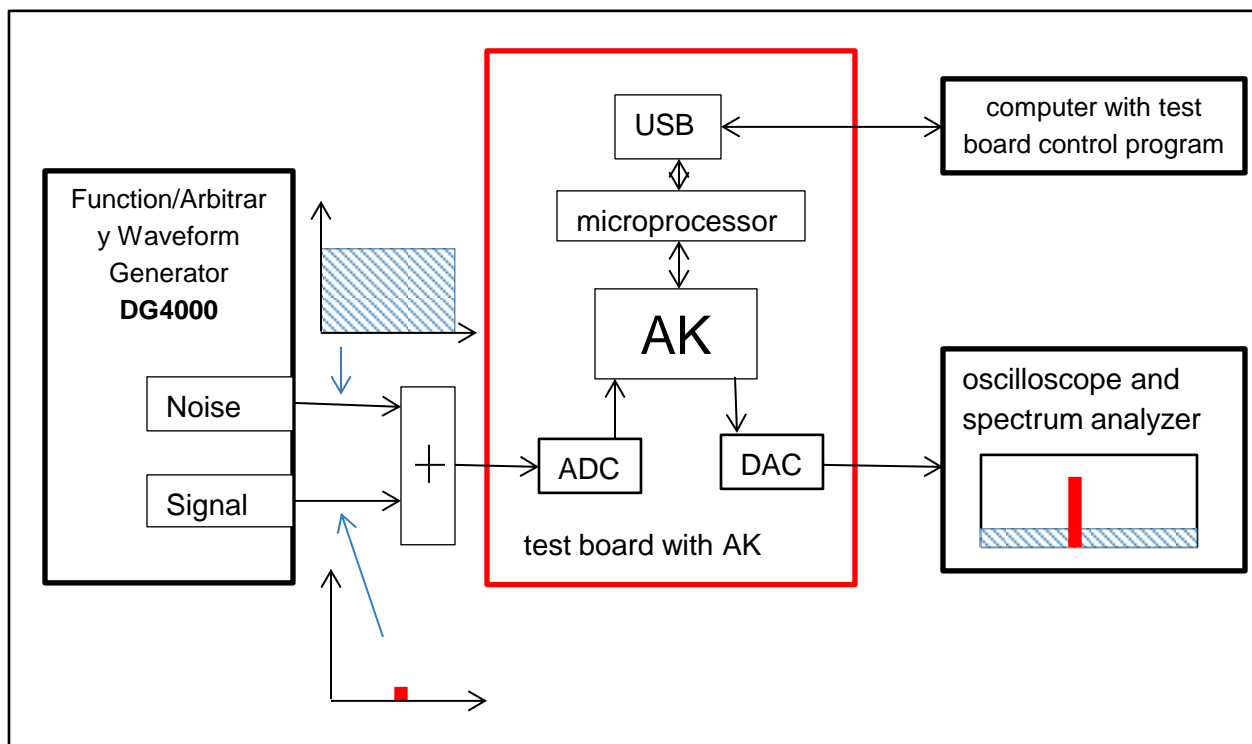 Function/Arbitrar
y Waveform
Generator
DG4000
Noise
Signal
+
USB
microprocessor
AK
ADC
DAC
test board with AK
computer with test
board control program
oscilloscope and
spectrum analyzer